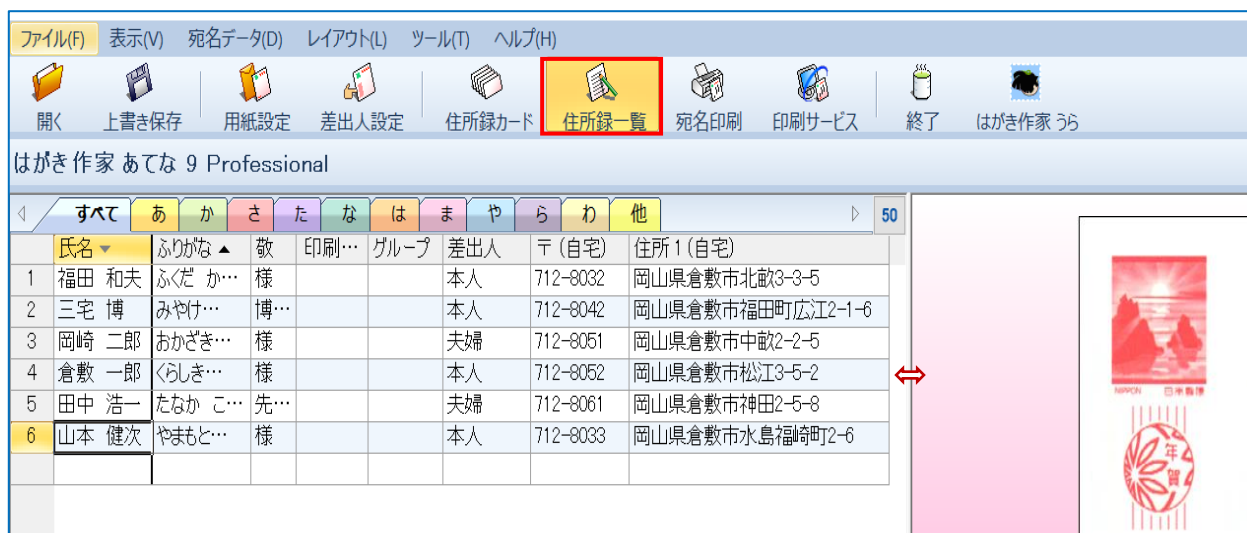 ファイル(F) 表示(V) 宛名データ(D) レイアウト(L) ツール(T) ヘルプ(H)
開く 上書き保存 用紙設定 差出人設定 住所録カード 住所録一覧 宛名印刷 印刷サービス 終了 はがき作家 うら
はがき作家 あてな 9 Professional
すべて あ か さ た な は ま や ら わ 他 50
氏名 ふりがな 敬 印刷… グループ 差出人 〒(自宅) 住所1(自宅)
1 福田 和夫 ふくだ か… 様 本人 712-8032 岡山県倉敷市北畝3-3-5
2 三宅 博 みやけ… 博… 本人 712-8042 岡山県倉敷市福田町広江2-1-6
3 岡崎 二郎 おかざき… 様 夫婦 712-8051 岡山県倉敷市中畝2-2-5
4 倉敷 一郎 くらしき… 様 本人 712-8052 岡山県倉敷市松江3-5-2
5 田中 浩一 たなか こ… 先… 夫婦 712-8061 岡山県倉敷市神田2-5-8
6 山本 健次 やまもと… 様 本人 712-8033 岡山県倉敷市水島福崎町2-6
NIPPON 日本郵便
年賀